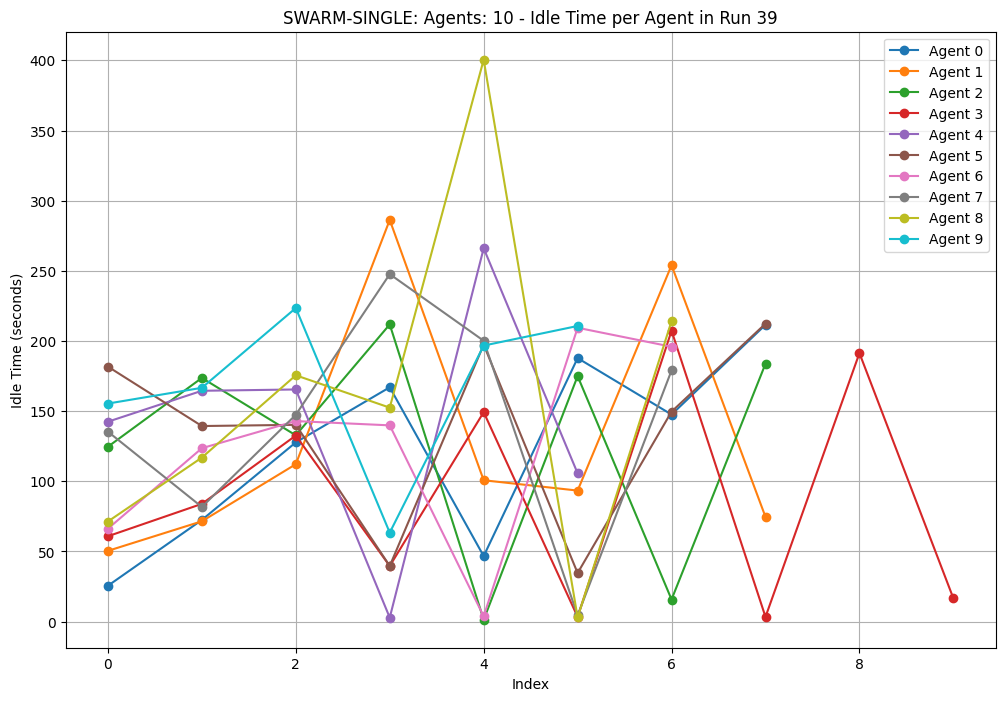 SWARM-SINGLE: Agents: 10 - Idle Time per Agent in Run 39
Idle Time (seconds)
400
350
300
250
200
150
100
50
0
0 2 4 6 8
Index
Agent 0
Agent 1
Agent 2
Agent 3
Agent 4
Agent 5
Agent 6
Agent 7
Agent 8
Agent 9